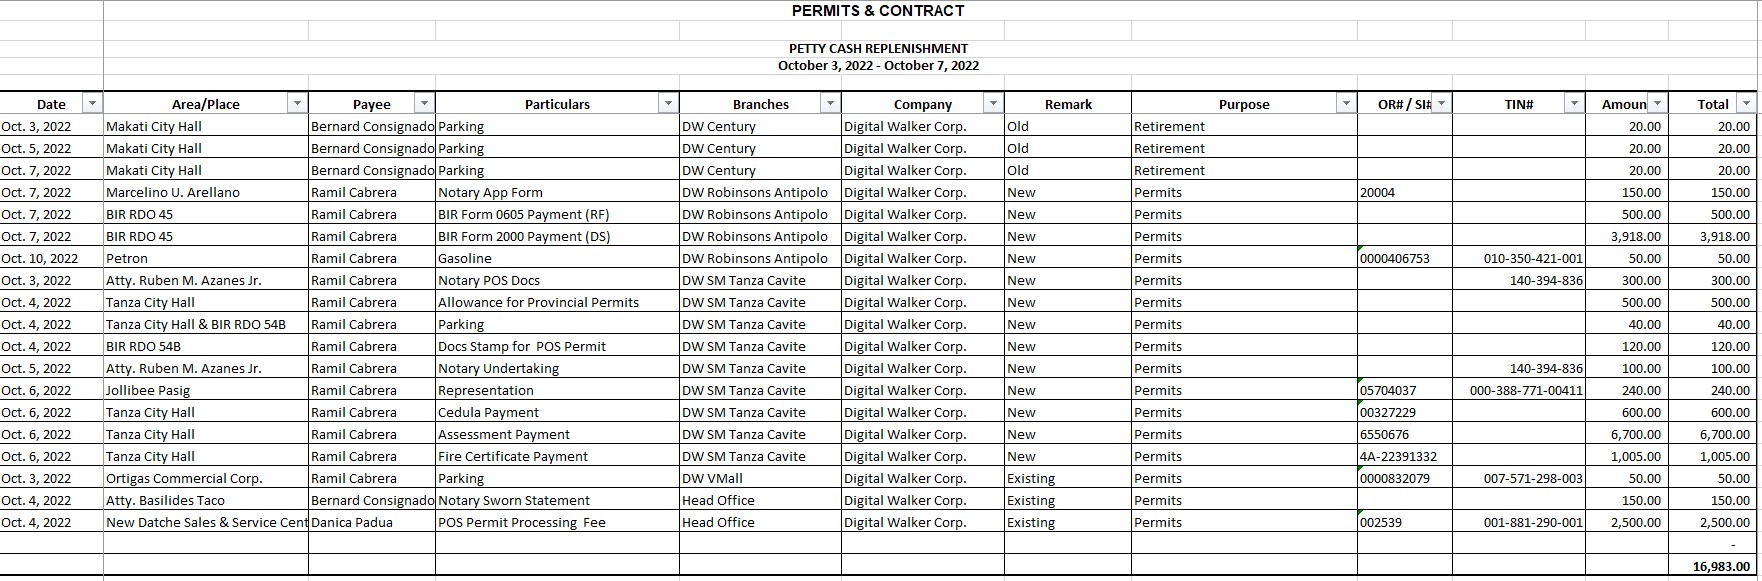 PERMITS & CONTRACT
PETTY CASH REPLENISHMENT
October 3, 2022 - October 7, 2022
Date Area/Place Payee Particulars Branches Company Remark Purpose OR# / SI# TIN# Amoun Total
Oct. 3, 2022 Makati City Hall Bernard Consignado Parking DW Century Digital Walker Corp. Old Retirement 20.00 20.00
Oct. 5, 2022 Makati City Hall Bernard Consignado Parking DW Century Digital Walker Corp. Old Retirement 20.00 20.00
Oct. 7, 2022 Makati City Hall Bernard Consignado Parking DW Century Digital Walker Corp. Old Retirement 20.00 20.00
Oct. 7, 2022 Marcelino U. Arellano Ramil Cabrera Notary App Form DW Robinsons Antipolo Digital Walker Corp. New Permits 20004 150.00 150.00
Oct. 7, 2022 BIR RDO 45 Ramil Cabrera BIR Form 0605 Payment (RF) DW Robinsons Antipolo Digital Walker Corp. New Permits 500.00 500.00
Oct. 7, 2022 BIR RDO 45 Ramil Cabrera BIR Form 2000 Payment (DS) DW Robinsons Antipolo Digital Walker Corp. New Permits 3,918.00 3,918.00
Oct. 10, 2022 Petron Ramil Cabrera Gasoline DW Robinsons Antipolo Digital Walker Corp. New Permits 0000406753 010-350-421-001 50.00 50.00
Oct. 3, 2022 Atty. Ruben M. Azanes Jr. Ramil Cabrera Notary POS Docs DW SM Tanza Cavite Digital Walker Corp. New Permits 140-394-836 300.00 300.00
Oct. 4, 2022 Tanza City Hall Ramil Cabrera Allowance for Provincial Permits DW SM Tanza Cavite Digital Walker Corp. New Permits 500.00 500.00
Oct. 4, 2022 Tanza City Hall & BIR RDO 54B Ramil Cabrera Parking DW SM Tanza Cavite Digital Walker Corp. New Permits 40.00 40.00
Oct. 4, 2022 BIR RDO 54B Ramil Cabrera Docs Stamp for POS Permit DW SM Tanza Cavite Digital Walker Corp. New Permits 120.00 120.00
Oct. 5, 2022 Atty. Ruben M. Azanes Jr. Ramil Cabrera Notary Undertaking DW SM Tanza Cavite Digital Walker Corp. New Permits 140-394-836 100.00 100.00
Oct. 6, 2022 Jollibee Pasig Ramil Cabrera Representation DW SM Tanza Cavite Digital Walker Corp. New Permits 05704037 000-388-771-00411 240.00 240.00
Oct. 6, 2022 Tanza City Hall Ramil Cabrera Cedula Payment DW SM Tanza Cavite Digital Walker Corp. New Permits 00327229 600.00 600.00
Oct. 6, 2022 Tanza City Hall Ramil Cabrera Assessment Payment DW SM Tanza Cavite Digital Walker Corp. New Permits 6550676 6,700.00 6,700.00
Oct. 6, 2022 Tanza City Hall Ramil Cabrera Fire Certificate Payment DW SM Tanza Cavite Digital Walker Corp. New Permits 4A-22391332 1,005.00 1,005.00
Oct. 3, 2022 Ortigas Commercial Corp. Ramil Cabrera Parking DW VMall Digital Walker Corp. Existing Permits 0000832079 007-571-298-003 50.00 50.00
Oct. 4, 2022 Atty. Basilides Taco Bernard Consignado Notary Sworn Statement Head Office Digital Walker Corp. Existing Permits 150.00 150.00
Oct. 4, 2022 New Datche Sales & Service Cent Danica Padua POS Permit Processing Fee Head Office Digital Walker Corp. Existing Permits 002539 001-881-290-001 2,500.00 2,500.00
-
16,983.00